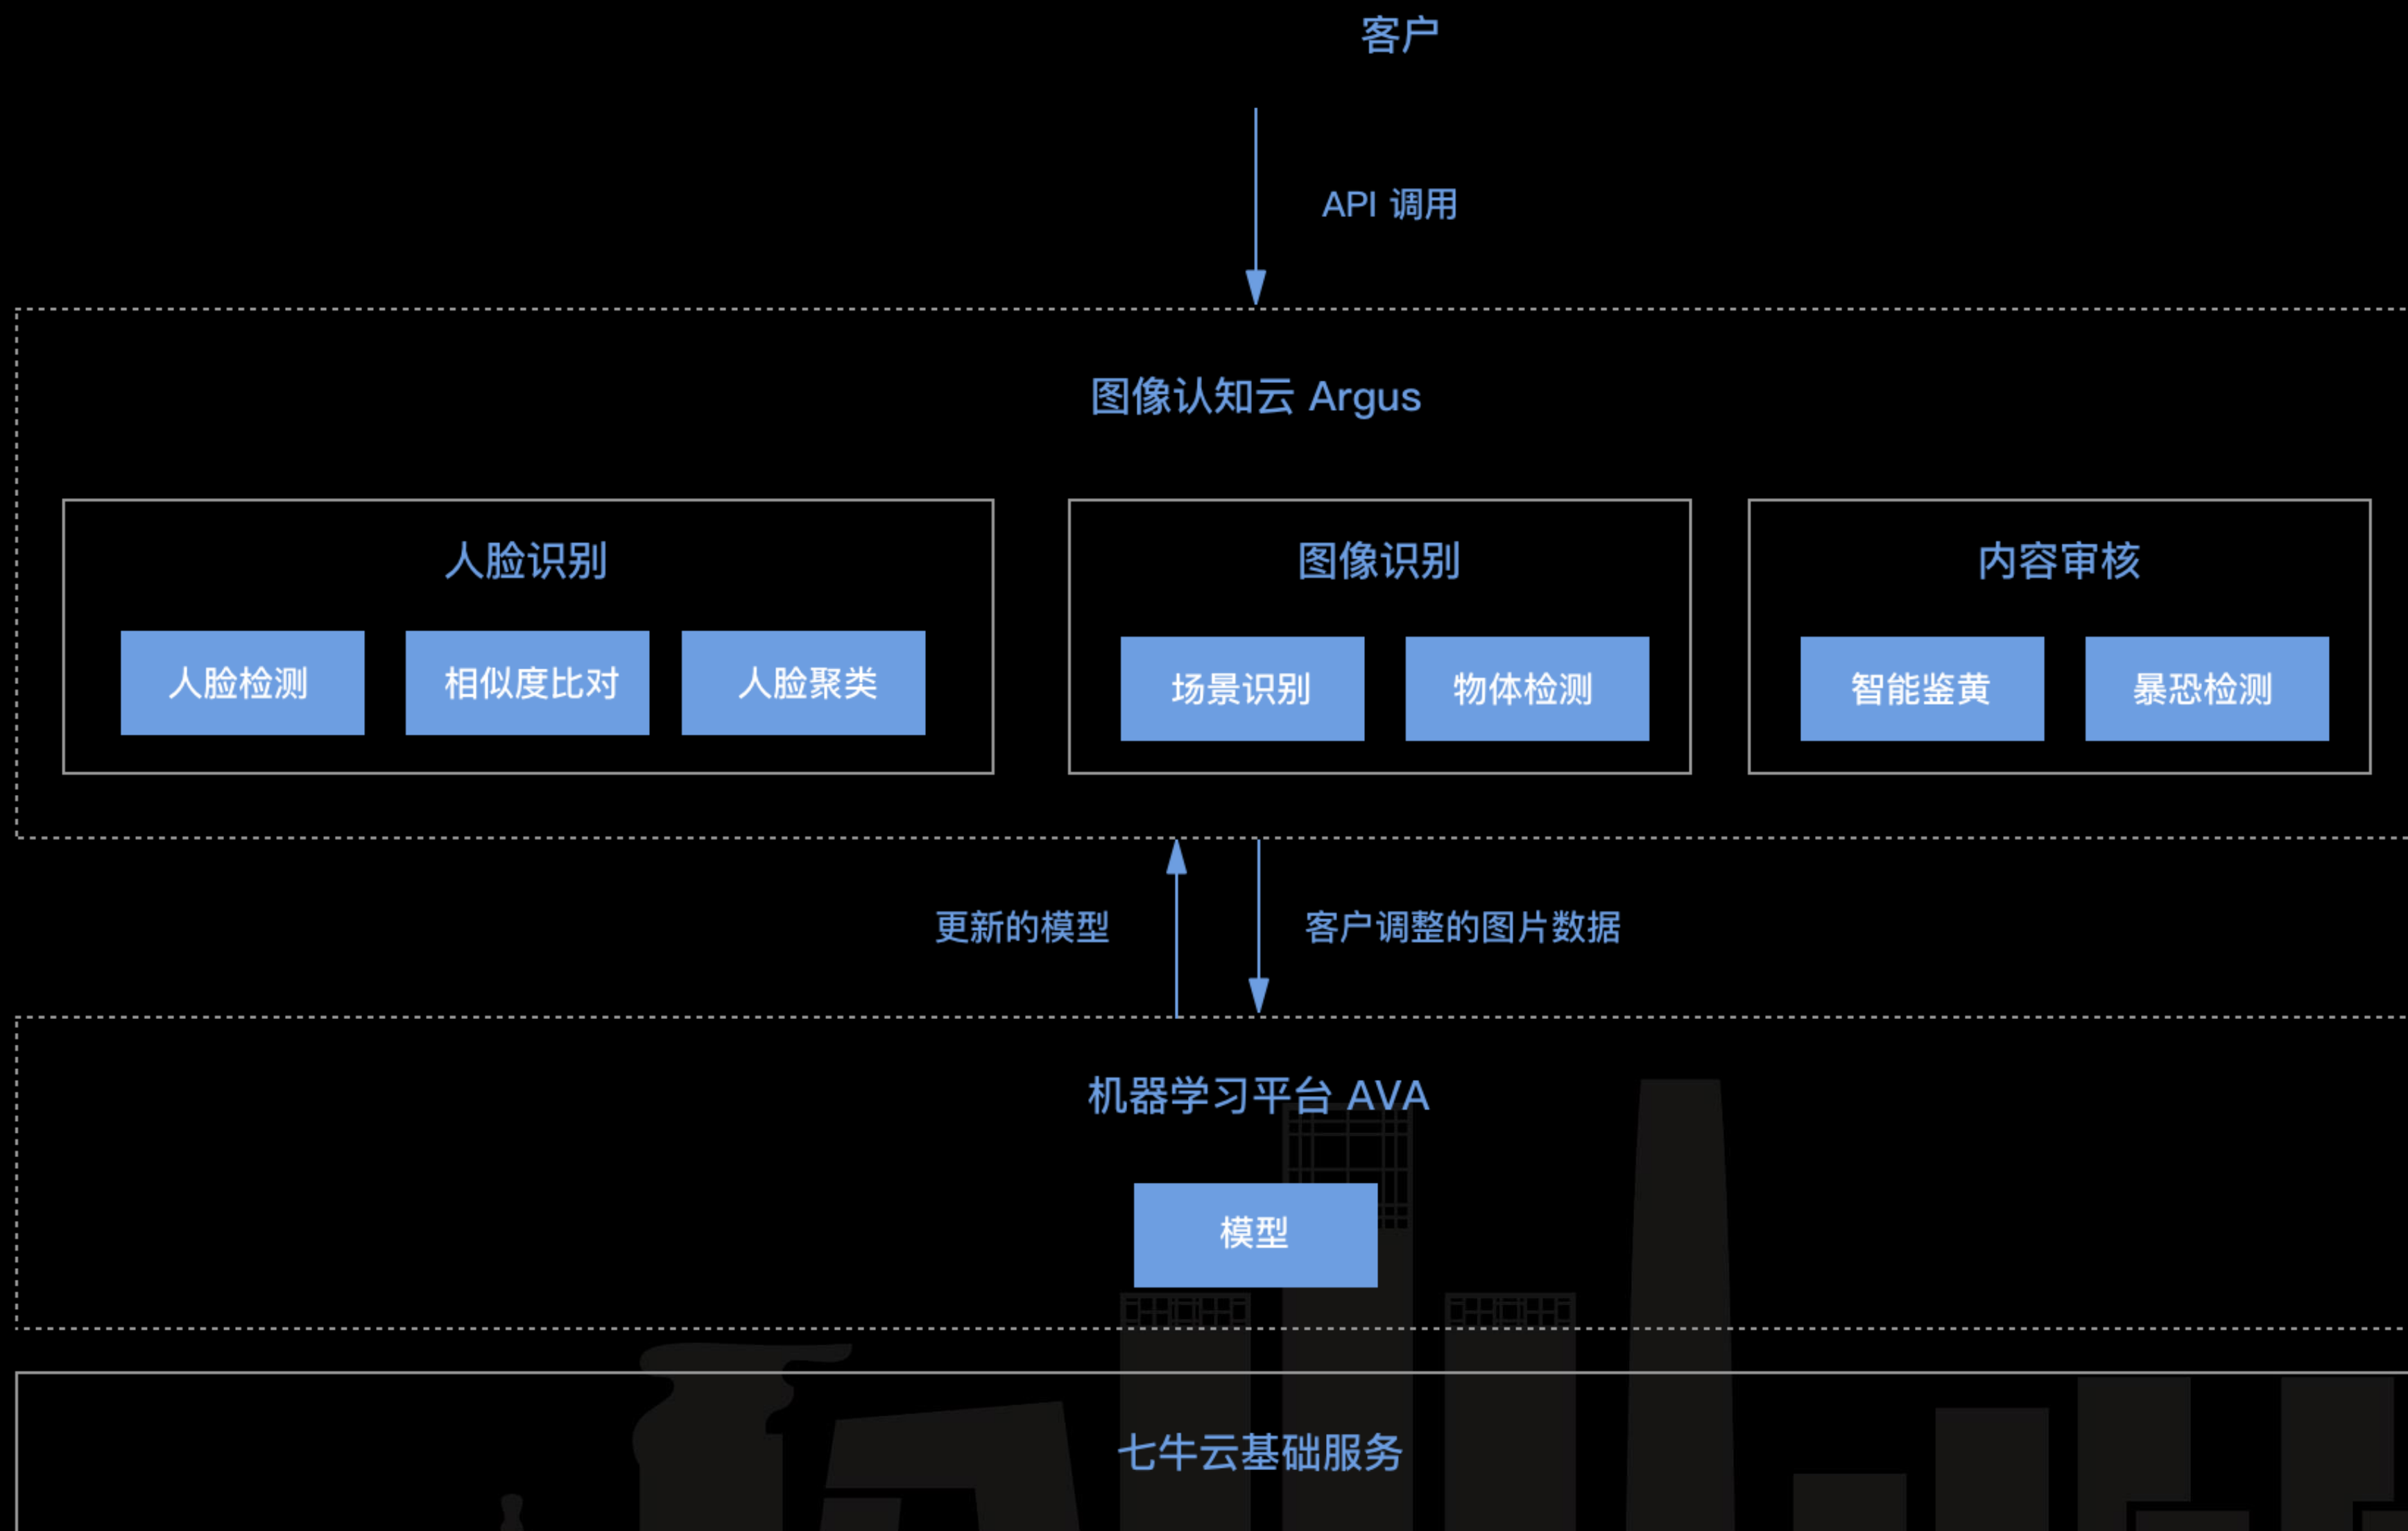 客户
API 调用
图像认知云 Argus
人脸识别
人脸检测
相似度比对
人脸聚类
图像识别
场景识别
物体检测
内容审核
智能鉴黄
暴恐检测
更新的模型
客户调整的图片数据
机器学习平台 AVA
模型
七牛云基础服务